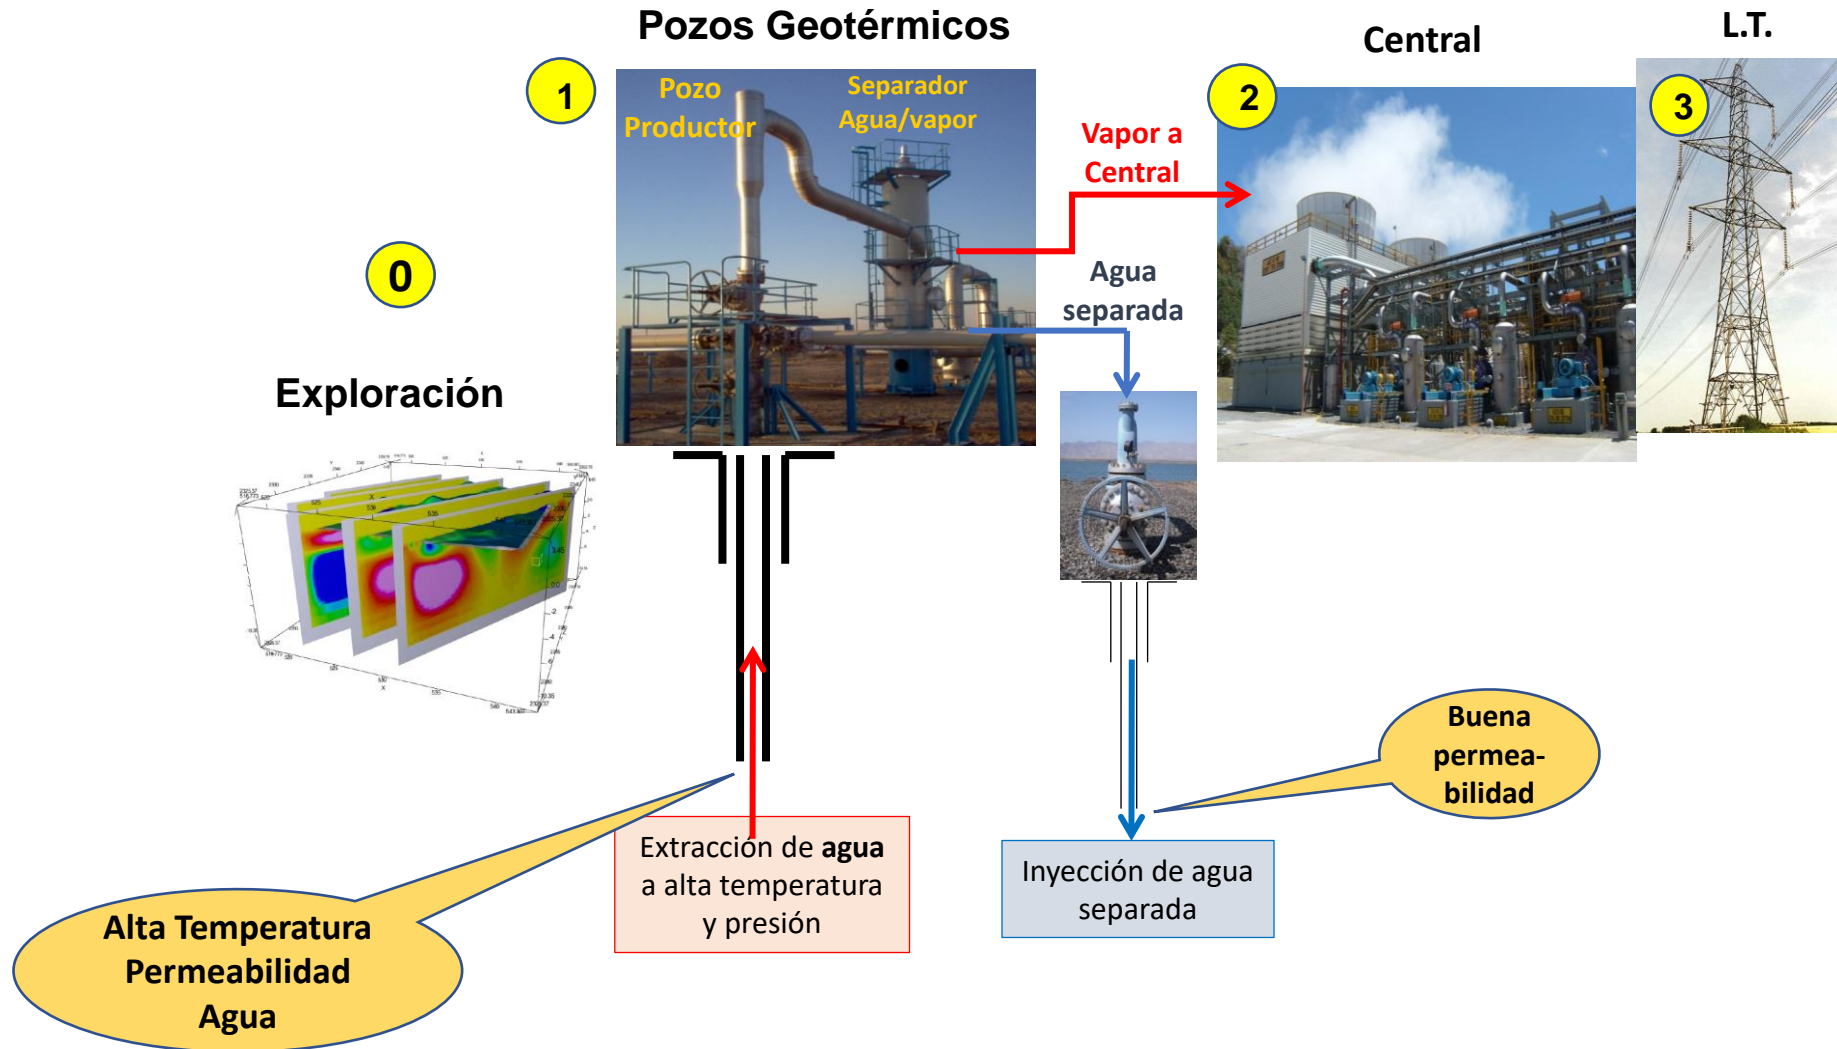 Pozos Geotérmicos
Central
L.T.
1
Pozo
Productor
Separador
Agua/vapor
Vapor a
Central
2
3
0
Agua
separada
Exploración
Buena
permea-
bilidad
Extracción de agua
a alta temperatura
y presión
Inyección de agua
separada
Alta Temperatura
Permeabilidad
Agua